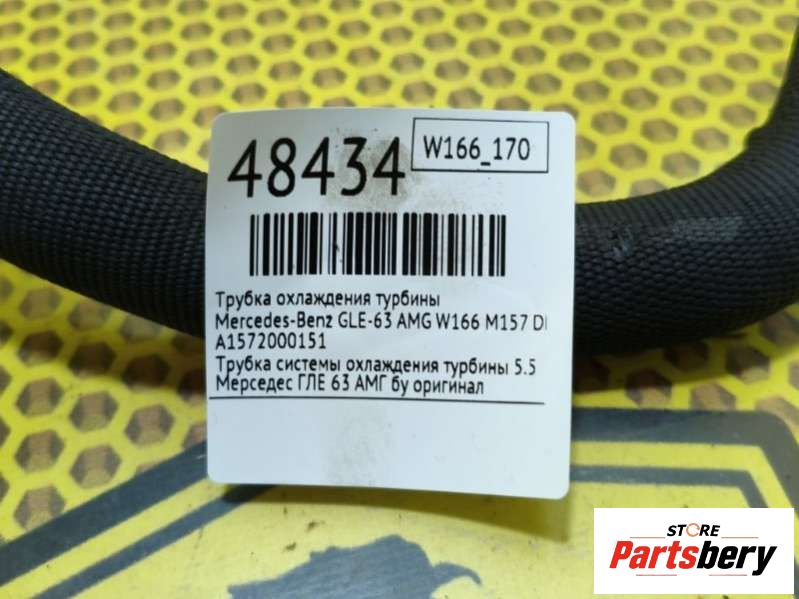 48434
W166_170
Трубка охлаждения турбины
Mercedes-Benz GLE-63 AMG W166 M157 D
A1572000151
Трубка системы охлаждения турбины 5.5
Мерседес ГЛЕ 63 АМГ бу оригинал
STORE
Partsbery